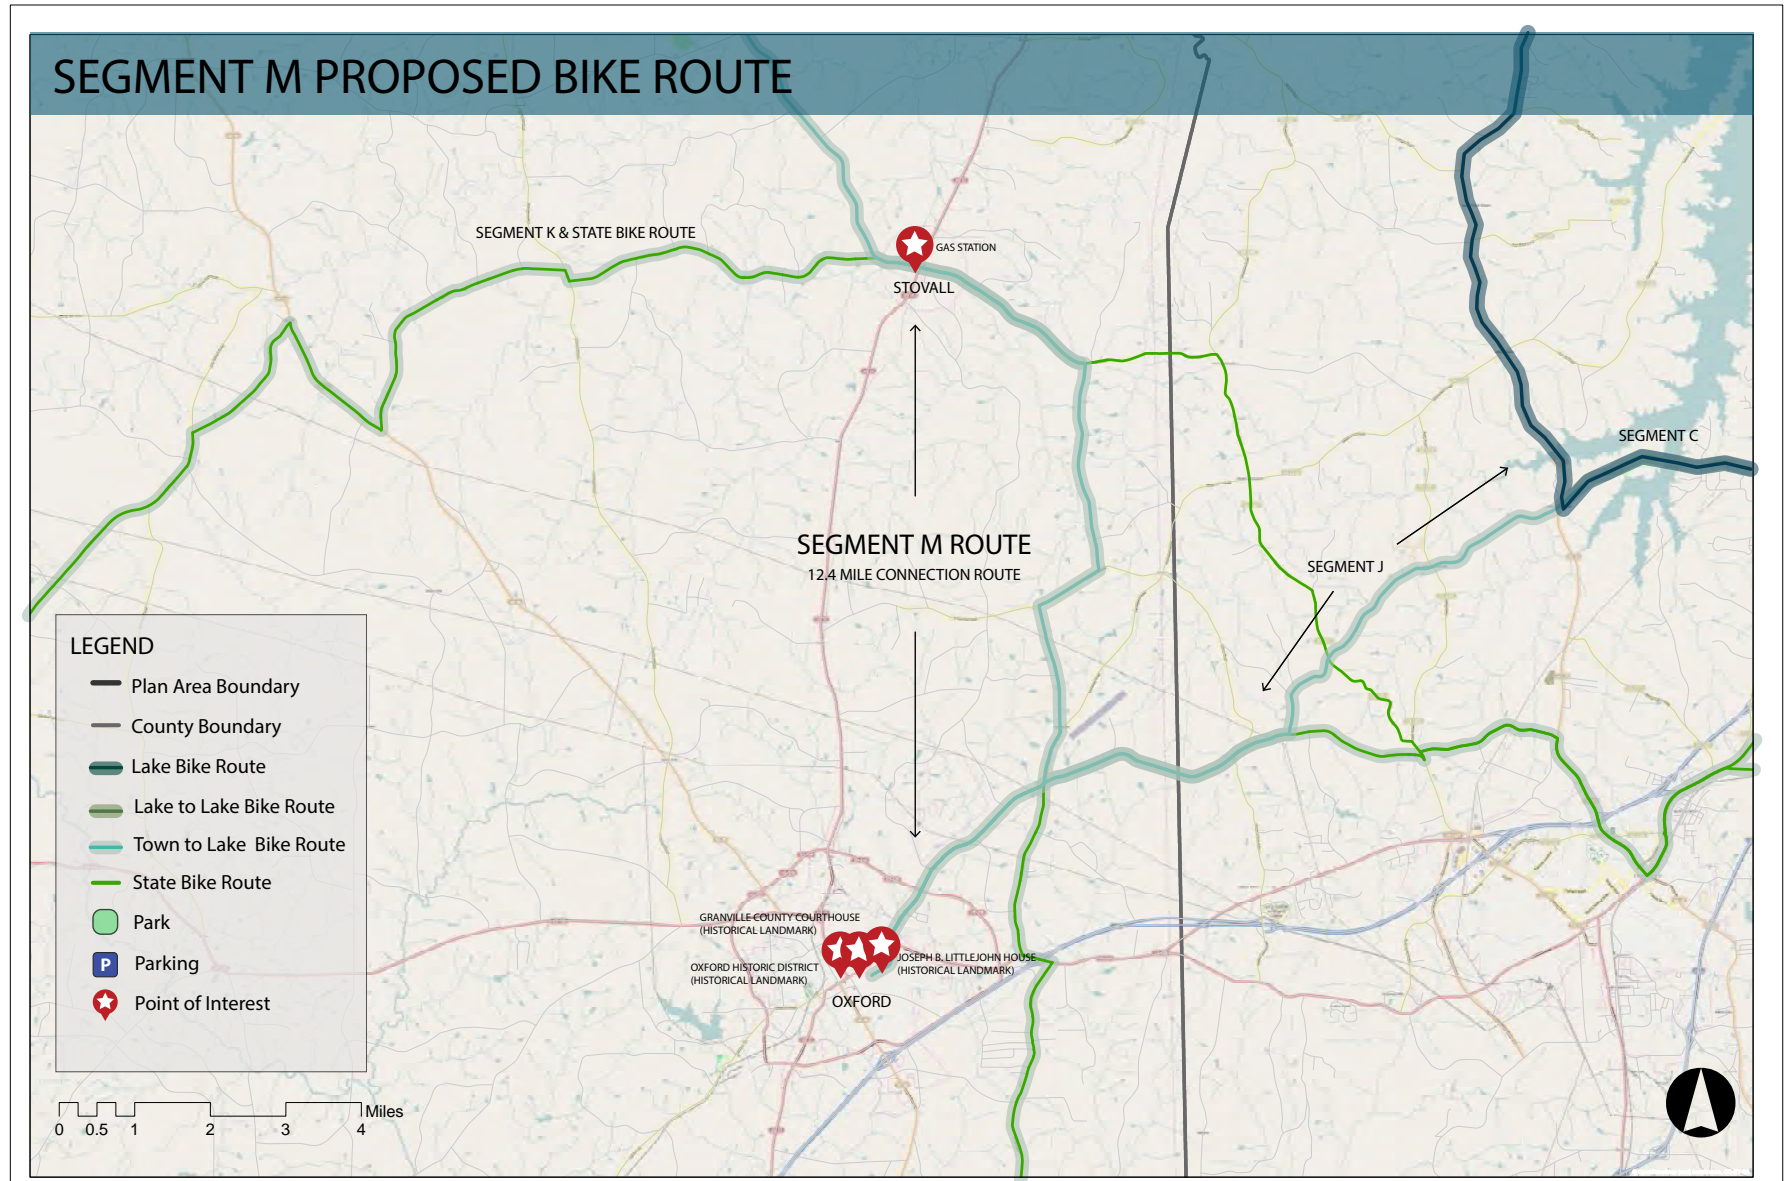 SEGMENT M PROPOSED BIKE ROUTE
SEGMENT K & STATE BIKE ROUTE
GAS STATION
STOVALL
SEGMENT C
SEGMENT M ROUTE
12.4 MILE CONNECTION ROUTE
SEGMENT J
LEGEND
Plan Area Boundary
County Boundary
Lake Bike Route
Lake to Lake Bike Route
Town to Lake Bike Route
State Bike Route
Park
P Parking
Point of Interest
GRANVILLE COUNTY COURTHOUSE
(HISTORICAL LANDMARK)
OXFORD HISTORIC DISTRICT
(HISTORICAL LANDMARK)
JOSEPH B. LITTLEJOHN HOUSE
(HISTORICAL LANDMARK)
OXFORD
Miles
0 0.5 1 2 3 4